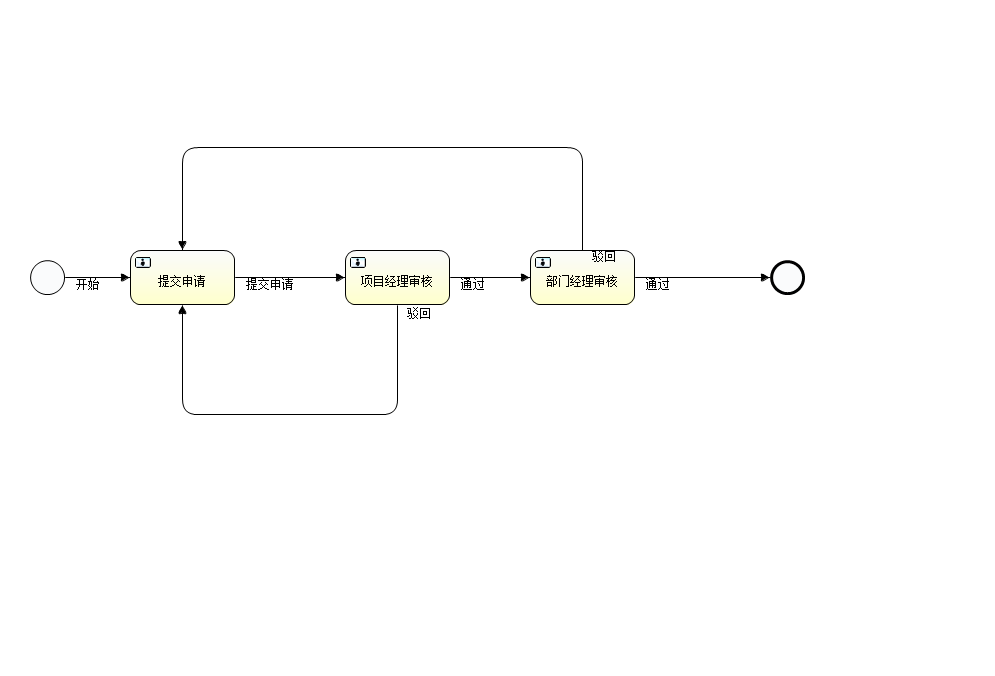 驳回
开始
提交申请
提交申请
项目经理审核
通过
部门经理审核
通过
驳回